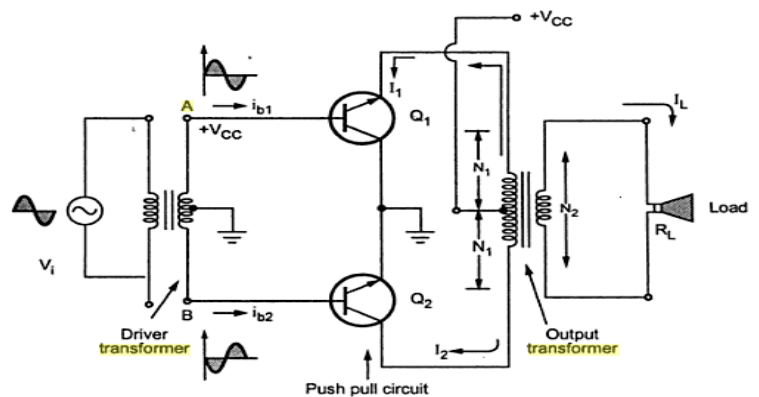 +VCC
A
ib1
+VCC
I1
Q1
N1
N1
IL
N2
RL
Load
Vi
B
ib2
Q2
I2
Driver
transformer
Output
transformer
Push pull circuit